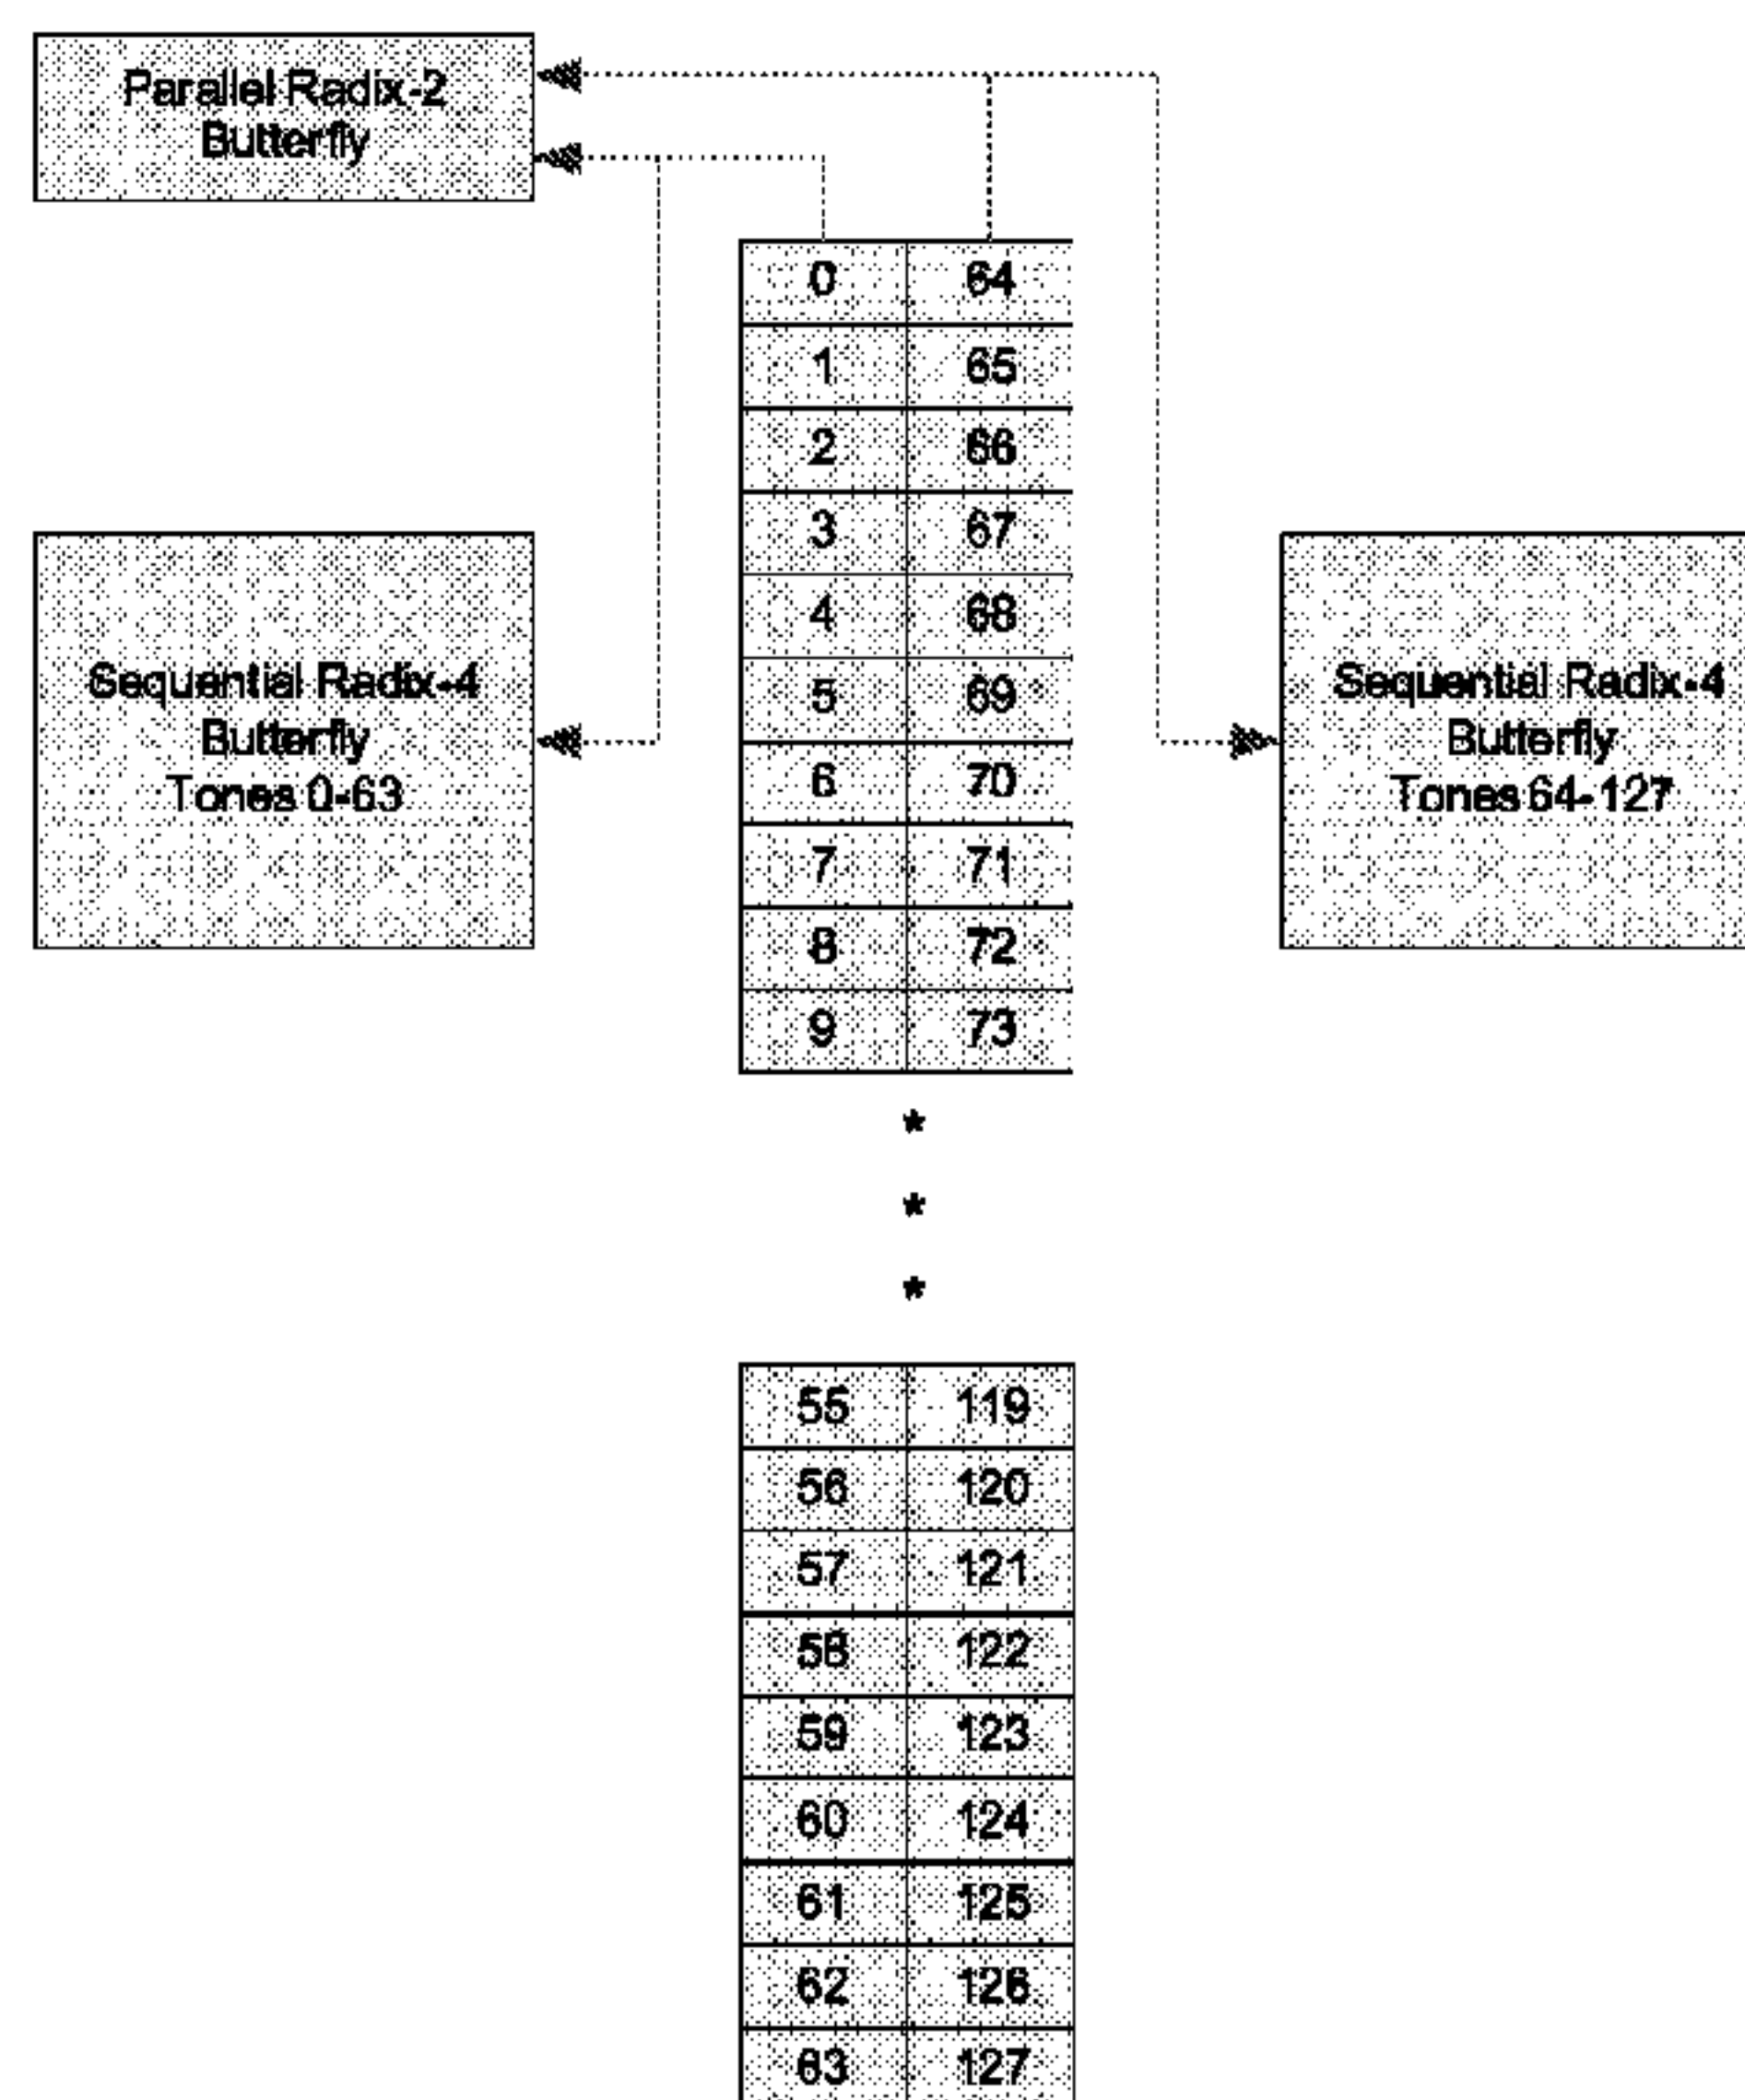 Parallel Radix-2
Butterfly
0 64
1 65
2 66
3 67
4 68
5 69
6 70
7 71
8 72
9 73
Sequential Radix-4
Butterfly
Tones 0-63
Sequential Radix-4
Butterfly
Tones 64-127
*
*
*
55 119
56 120
57 121
58 122
59 123
60 124
61 125
62 126
63 127